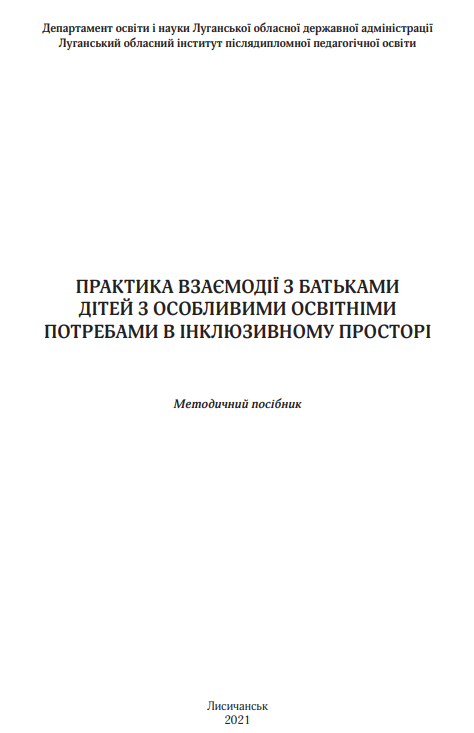 Департамент освіти і науки Луганської обласної державної адміністрації
Луганський обласний інститут післядипломної педагогічної освіти
ПРАКТИКА ВЗАЄМОДІЇ З БАТЬКАМИ
ДІТЕЙ З ОСОБЛИВИМИ ОСВІТНІМИ
ПОТРЕБАМИ В ІНКЛЮЗИВНОМУ ПРОСТОРІ
Методичний посібник
Лисичанськ
2021